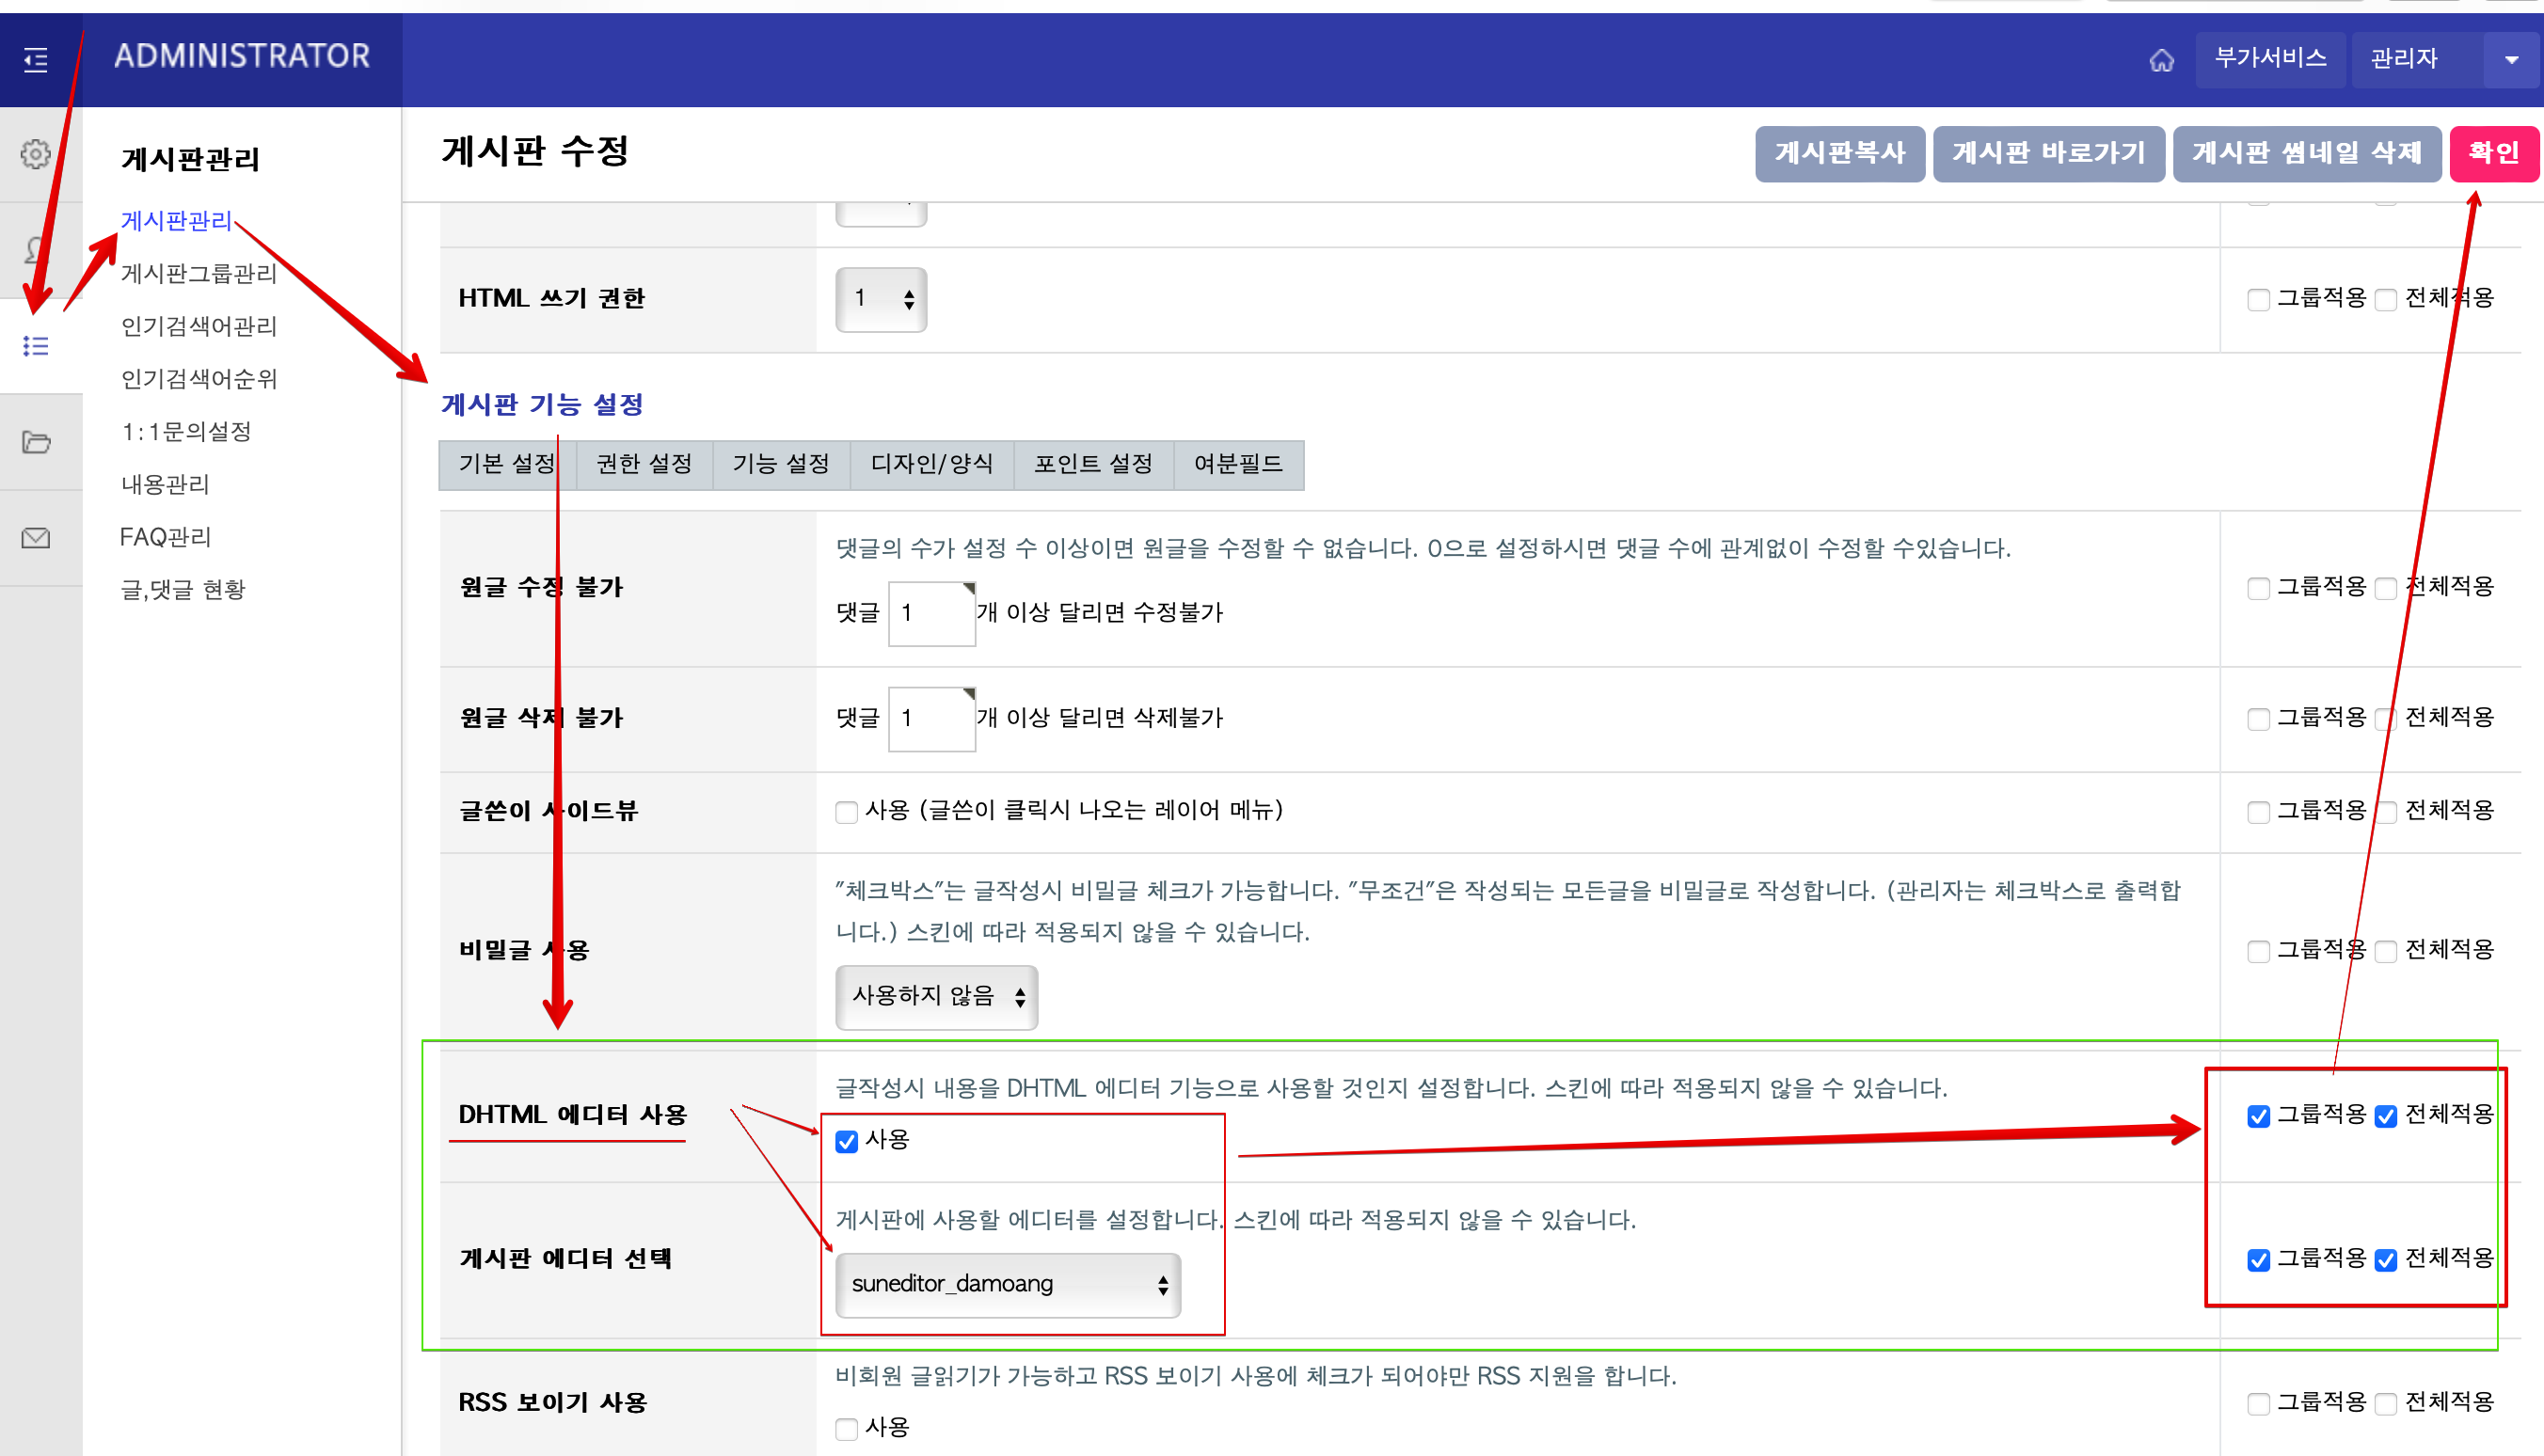 ADMINISTRATOR
부가서비스
관리자
게시판관리
게시판관리
게시판그룹관리
인기검색어관리
인기검색어순위
1:1문의설정
내용관리
FAQ관리
글,댓글 현황
게시판 수정
게시판복사
게시판 바로가기
게시판 썸네일 삭제
확인
HTML 쓰기 권한
1
그룹적용 전체적용
게시판 기능 설정
기본 설정
권한 설정
기능 설정
디자인/양식
포인트 설정
여분필드
원글 수정 불가
댓글의 수가 설정 수 이상이면 원글을 수정할 수 없습니다. 0으로 설정하시면 댓글 수에 관계없이 수정할 수있습니다.
댓글 1 개 이상 달리면 수정불가
그룹적용 전체적용
원글 삭제 불가
댓글 1 개 이상 달리면 삭제불가
그룹적용 전체적용
글쓴이 사이드뷰
사용 (글쓴이 클릭시 나오는 레이어 메뉴)
그룹적용 전체적용
비밀글 사용
"체크박스"는 글작성시 비밀글 체크가 가능합니다. "무조건"은 작성되는 모든글을 비밀글로 작성합니다. (관리자는 체크박스로 출력합
니다.) 스킨에 따라 적용되지 않을 수 있습니다.
사용하지 않음
그룹적용 전체적용
DHTML 에디터 사용
글작성시 내용을 DHTML 에디터 기능으로 사용할 것인지 설정합니다. 스킨에 따라 적용되지 않을 수 있습니다.
사용
그룹적용 전체적용
게시판 에디터 선택
게시판에 사용할 에디터를 설정합니다. 스킨에 따라 적용되지 않을 수 있습니다.
suneditor_damoang
그룹적용 전체적용
RSS 보이기 사용
비회원 글읽기가 가능하고 RSS 보이기 사용에 체크가 되어야만 RSS 지원을 합니다.
사용
그룹적용 전체적용